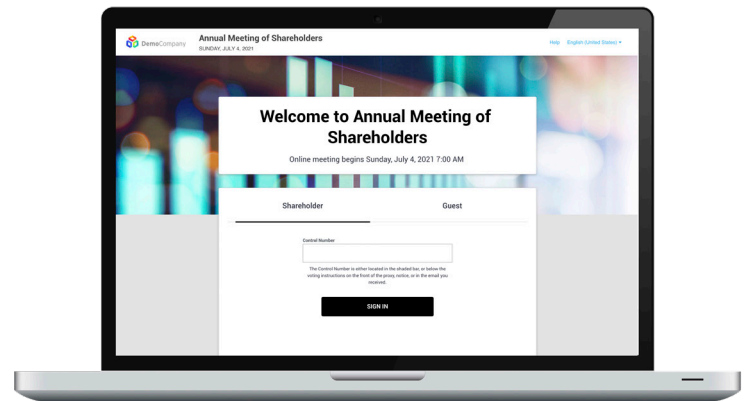 DemoCompany
Annual Meeting of Shareholders
SUNDAY, JULY 4, 2021
Help English (United States)
Welcome to Annual Meeting of
Shareholders
Online meeting begins Sunday, July 4, 2021 7:00 AM
Shareholder Guest
Control Number
The Control Number is either located in the shaded bar, or below the
voting instructions on the front of the proxy, notice, or in the email you
received.
SIGN IN